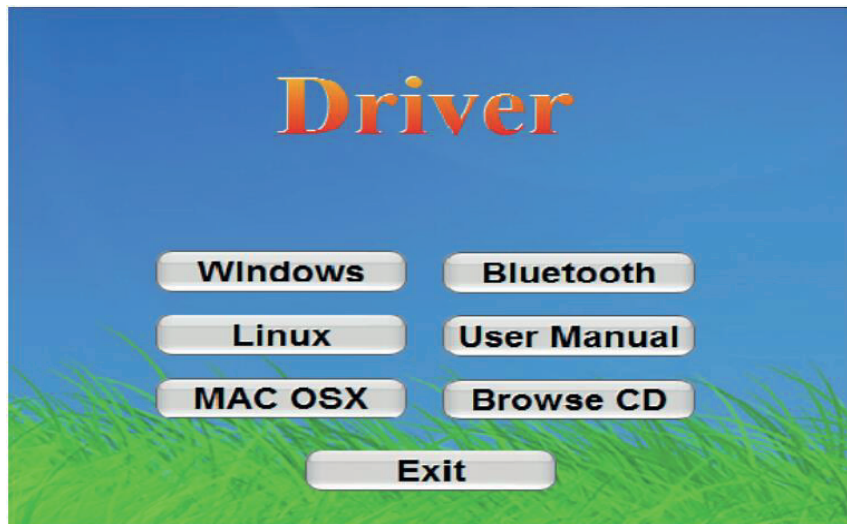 Driver
WIndows
Bluetooth
Linux
User Manual
MAC OSX
Browse CD
Exit